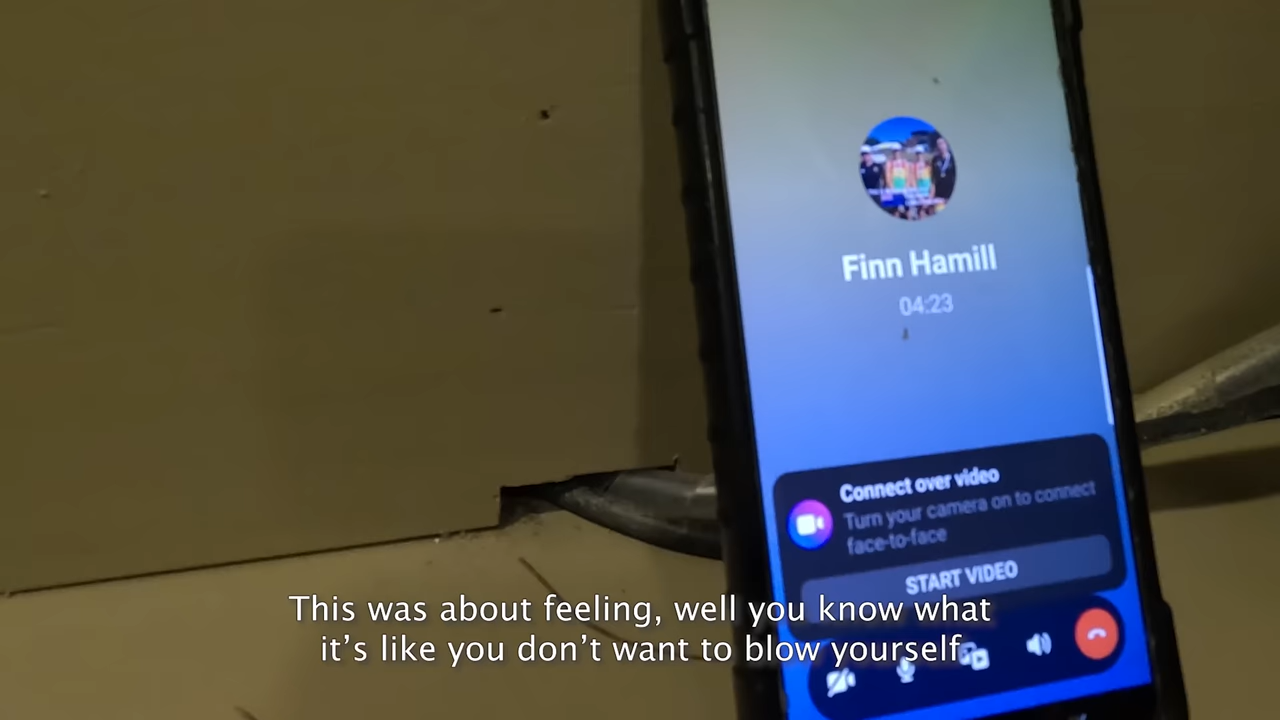 Finn Hamill
04:23
Connect over video
Turn your camera on to connect
face-to-face
START VIDEO
This was about feeling, well you know what
it's like you don't want to blow yourself